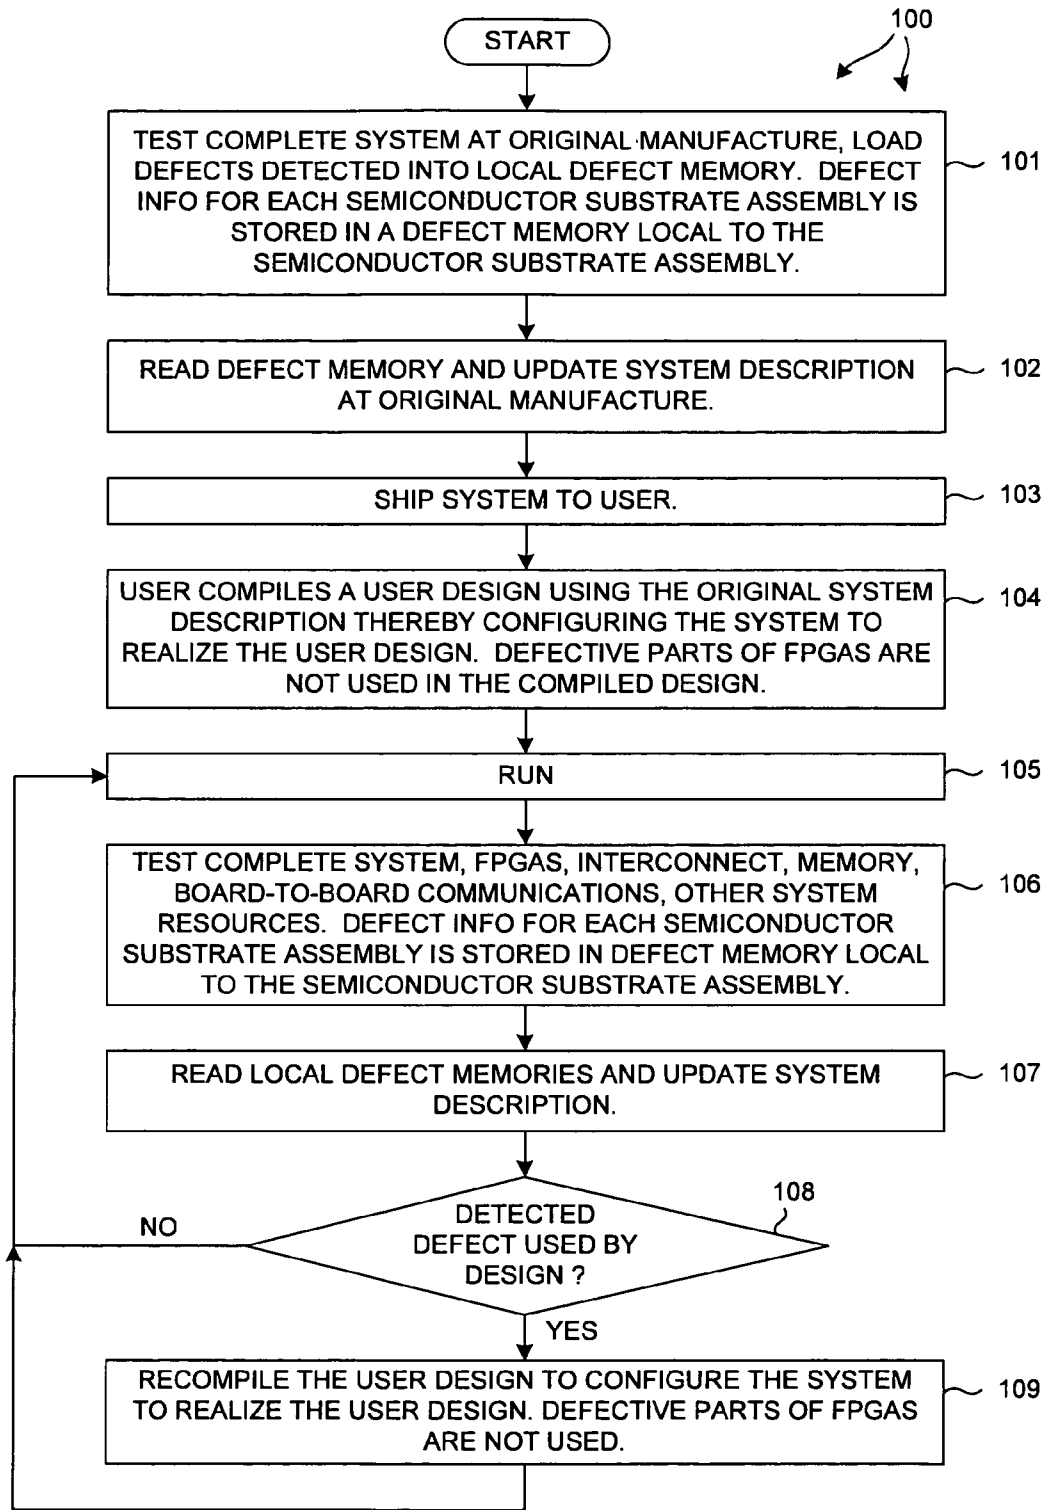 100
START
TEST COMPLETE SYSTEM AT ORIGINAL MANUFACTURE, LOAD
DEFECTS DETECTED INTO LOCAL DEFECT MEMORY. DEFECT
INFO FOR EACH SEMICONDUCTOR SUBSTRATE ASSEMBLY IS
STORED IN A DEFECT MEMORY LOCAL TO THE
SEMICONDUCTOR SUBSTRATE ASSEMBLY.
101
READ DEFECT MEMORY AND UPDATE SYSTEM DESCRIPTION
AT ORIGINAL MANUFACTURE.
102
SHIP SYSTEM TO USER.
103
USER COMPILES A USER DESIGN USING THE ORIGINAL SYSTEM
DESCRIPTION THEREBY CONFIGURING THE SYSTEM TO
REALIZE THE USER DESIGN. DEFECTIVE PARTS OF FPGAS ARE
NOT USED IN THE COMPILED DESIGN.
104
RUN
105
TEST COMPLETE SYSTEM, FPGAS, INTERCONNECT, MEMORY,
BOARD-TO-BOARD COMMUNICATIONS, OTHER SYSTEM
RESOURCES. DEFECT INFO FOR EACH SEMICONDUCTOR
SUBSTRATE ASSEMBLY IS STORED IN DEFECT MEMORY LOCAL
TO THE SEMICONDUCTOR SUBSTRATE ASSEMBLY.
106
READ LOCAL DEFECT MEMORIES AND UPDATE SYSTEM
DESCRIPTION.
107
DETECTED
DEFECT USED BY
DESIGN ?
108
NO
YES
RECOMPILE THE USER DESIGN TO CONFIGURE THE SYSTEM
TO REALIZE THE USER DESIGN. DEFECTIVE PARTS OF FPGAS
ARE NOT USED.
109